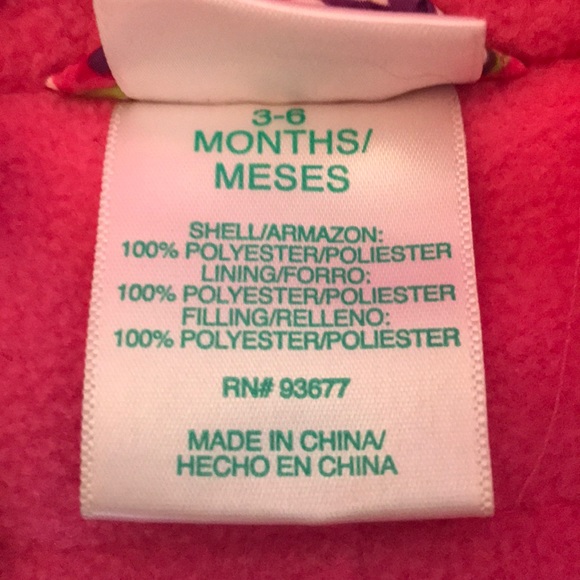 3-6
MONTHS/
MESES
SHELL/ARMAZON:
100% POLYESTER/POLIESTER
LINING/FORRO:
100% POLYESTER/POLIESTER
FILLING/RELLENO:
100% POLYESTER/POLIESTER
RN# 93677
MADE IN CHINA/
HECHO EN CHINA